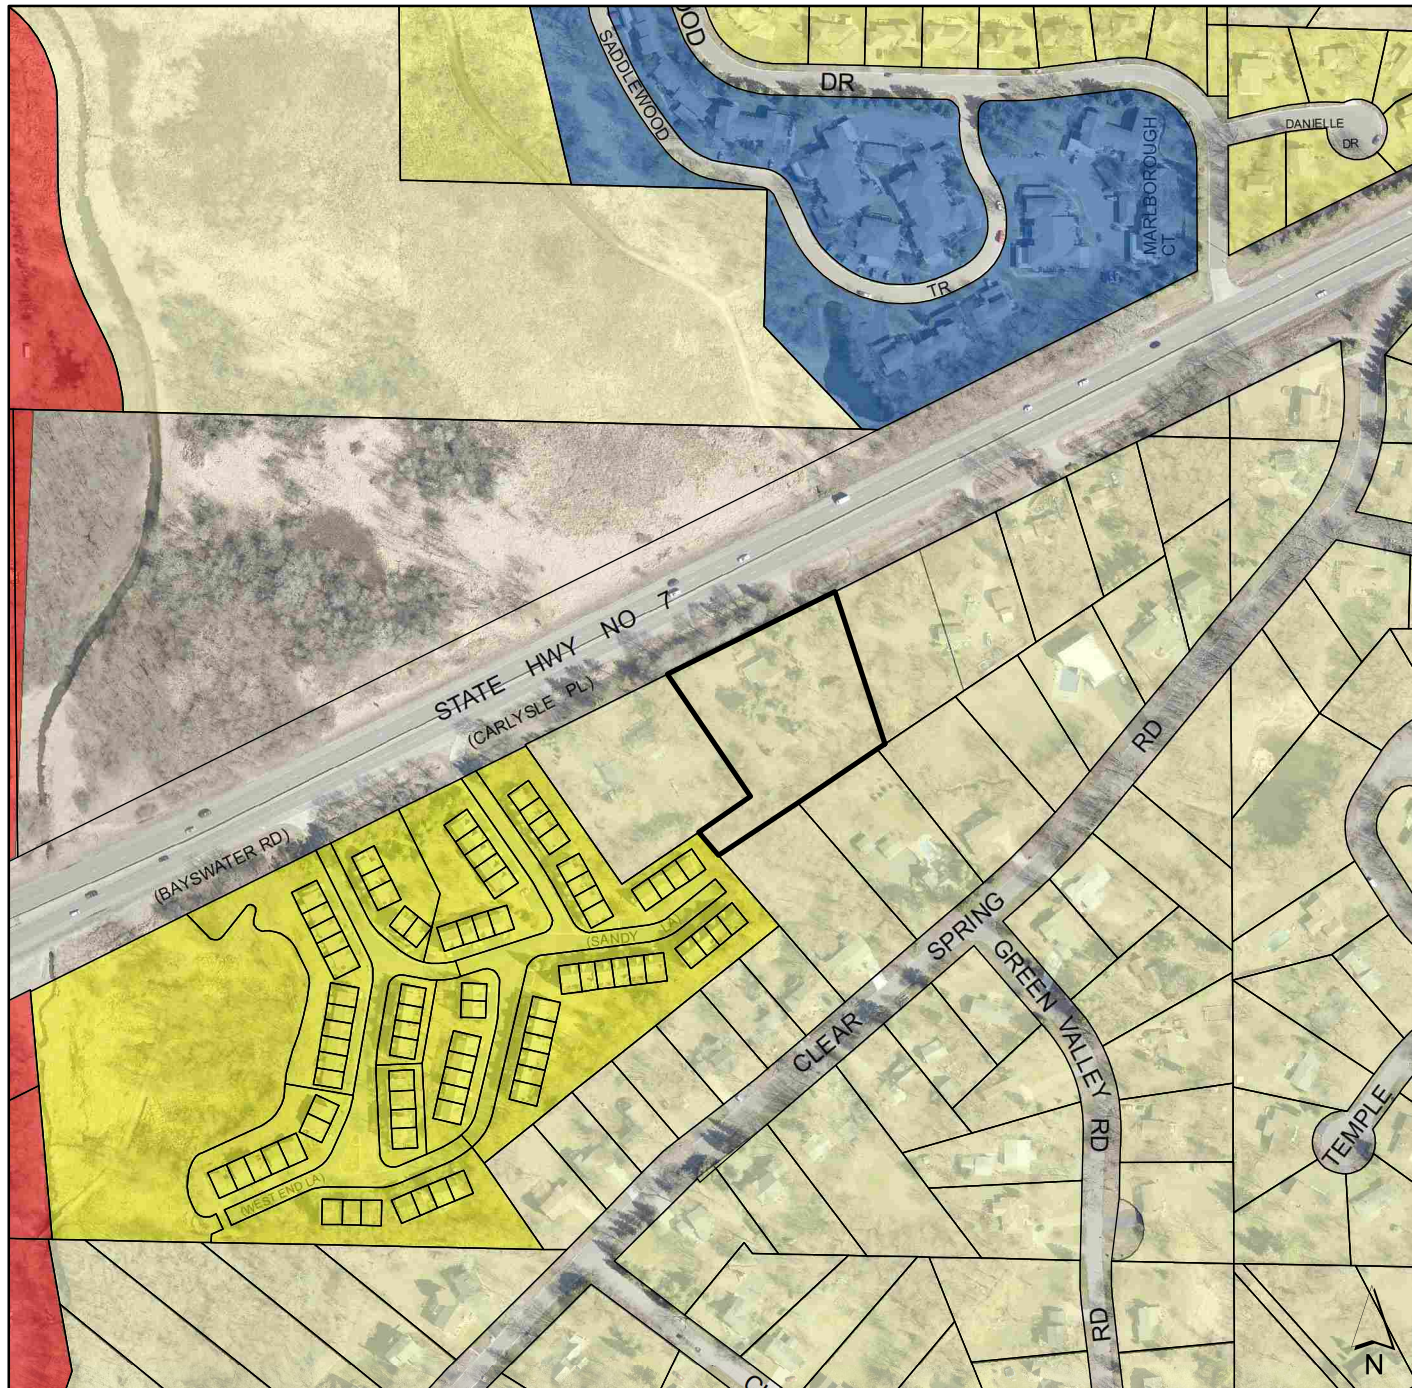 OOD
DR
SADDLEWOOD
TR
MARLBOROUGH
CT
DANIELLE
DR
STATE HWY NO 7
(CARLYSLE PL)
(BAYSWATER RD)
(SANDY LA)
(WEST END LA)
CLEAR SPRING RD
GREEN VALLEY RD
RD
TEMPLE
N